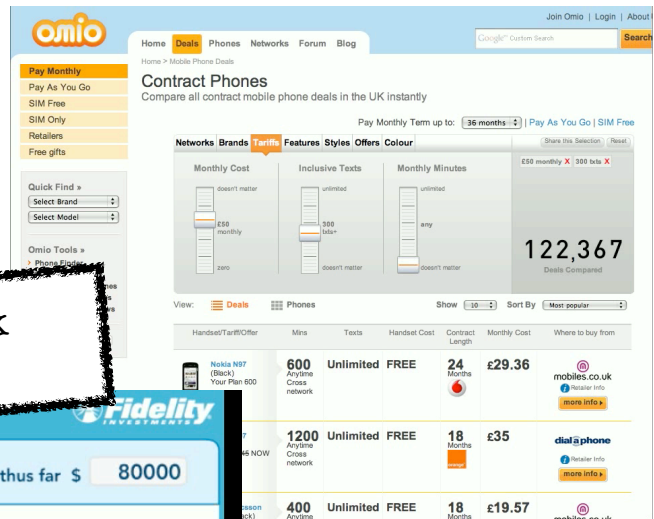 Join Omio | Login | About
omio
Home Deals Phones Networks Forum Blog
Google™ Custom Search
Search
Home > Mobile Phone Deals
Pay Monthly
Pay As You Go
SIM Free
SIM Only
Retailers
Free gifts
Contract Phones
Compare all contract mobile phone deals in the UK instantly
Pay Monthly Term up to: 36 months | Pay As You Go | SIM Free
Networks Brands Tariffs Features Styles Offers Colour
Share this Selection Reset
Monthly Cost Inclusive Texts Monthly Minutes
£50 monthly X 300 txts X
doesn't matter unlimited unlimited
£50 monthly
300 txts+
any
zero doesn't matter doesn't matter
122,367
Deals Compared
Quick Find »
Select Brand
Select Model
Omio Tools »
Phone Finder
View: Deals Phones Show 10 Sort By Most popular
Handset/Tariff/Offer Mins Texts Handset Cost Contract Length Monthly Cost Where to buy from
Nokia N97
(Black)
Your Plan 600
600
Anytime
Cross
network
Unlimited FREE
24
Months
£29.36
mobiles.co.uk
Retailer Info
more info
NOW
1200
Anytime
Cross
network
Unlimited FREE
18
Months
orange
£35
dialaphone
Retailer Info
more info
400
Anytime
Unlimited FREE
18
Months
£19.57
mobiles.co.uk
Fidelity
INVESTMENTS
thus far $ 80000